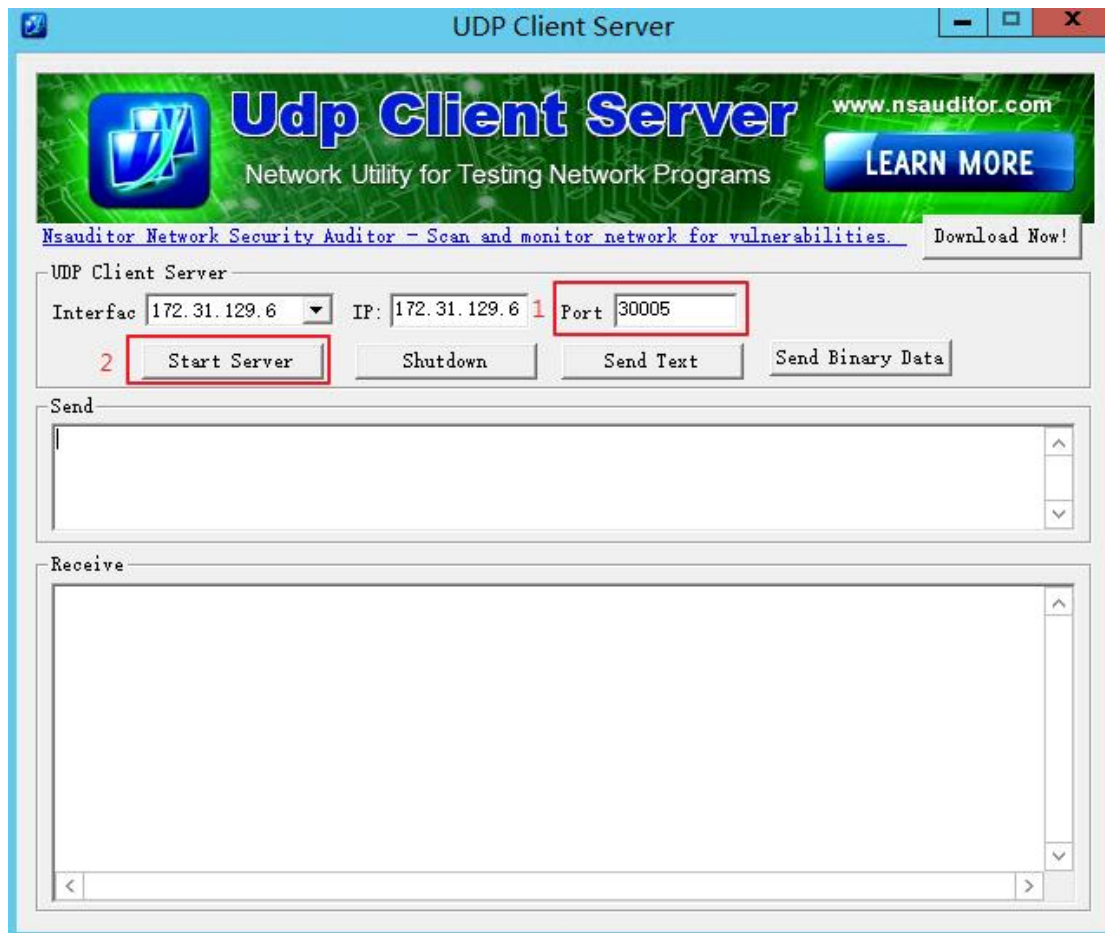 UDP Client Server
Udp Client Server
www.nsauditor.com
Network Utility for Testing Network Programs
LEARN MORE
Nsauditor Network Security Auditor - Scan and monitor network for vulnerabilities.
Download Now!
UDP Client Server
Interfac 172.31.129.6 IP: 172.31.129.6 1 Port 30005
2 Start Server Shutdown Send Text Send Binary Data
Send
Receive